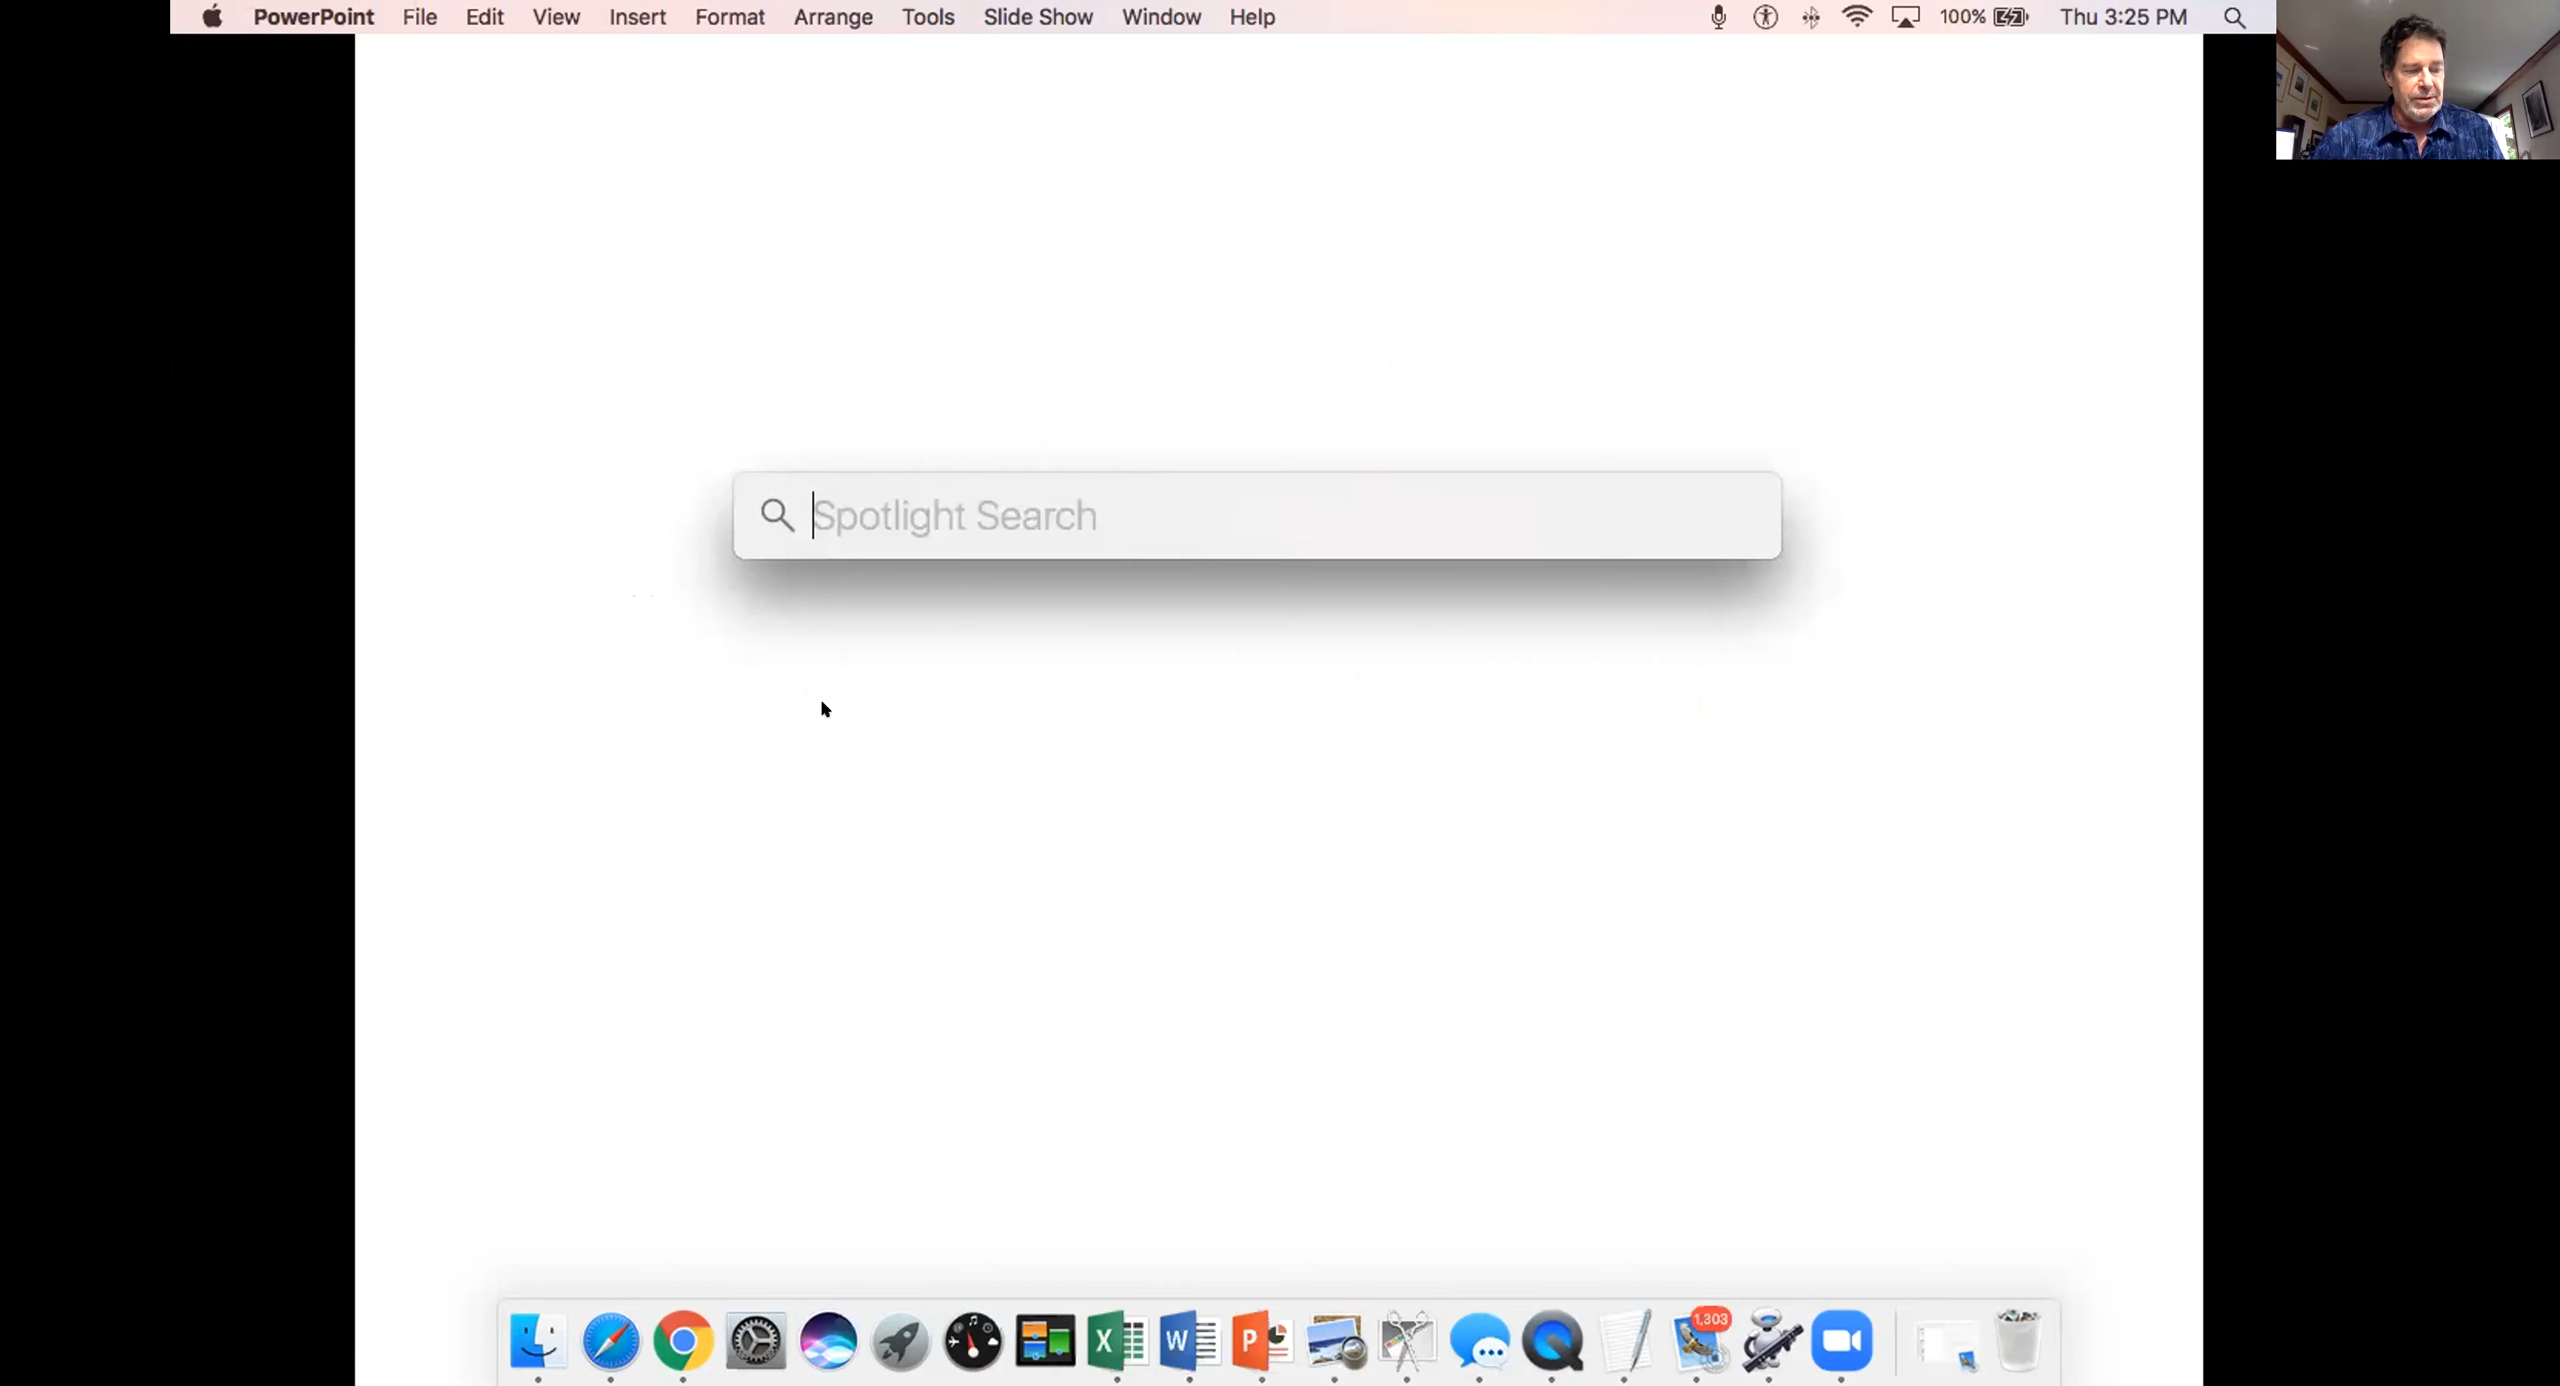 PowerPoint File Edit View Insert Format Arrange Tools Slide Show Window Help 100% Thu 3:25 PM
Spotlight Search
X W P 1,303